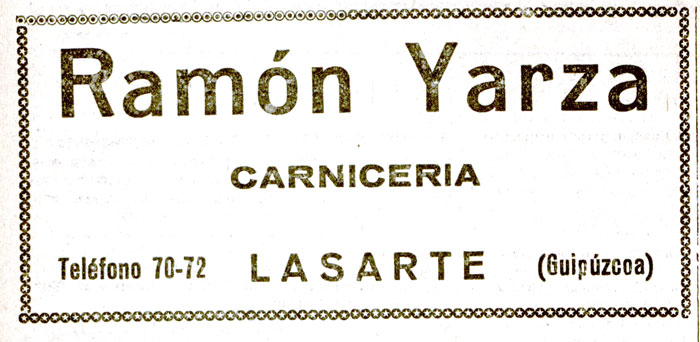 Ramón Yarza
CARNICERIA
Teléfono 70-72 LASARTE (Guipúzcoa)